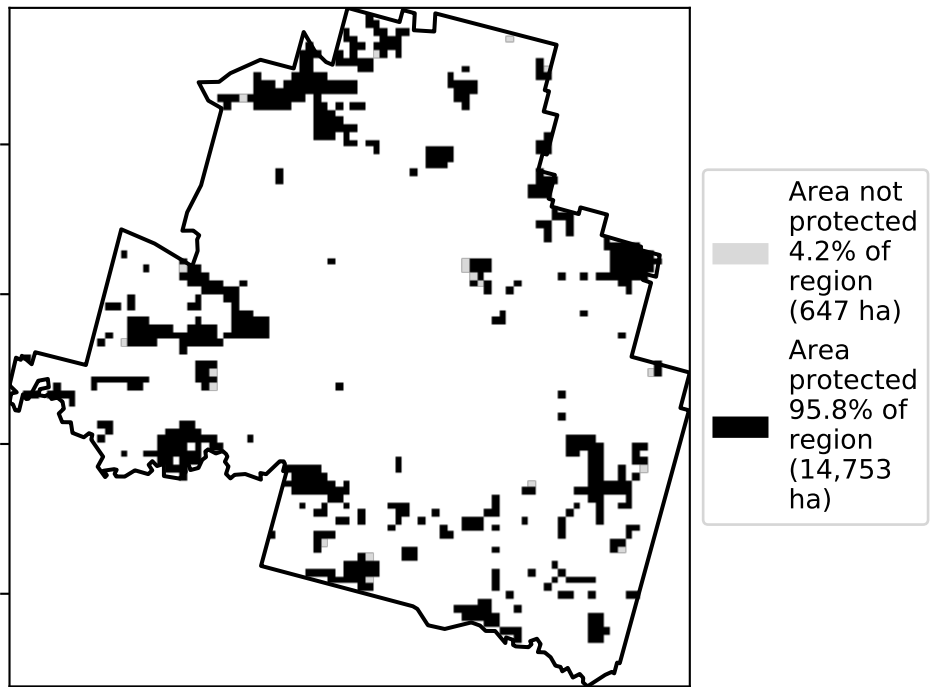 Area not
protected
4.2% of
region
(647 ha)
Area
protected
95.8% of
region
(14,753
ha)